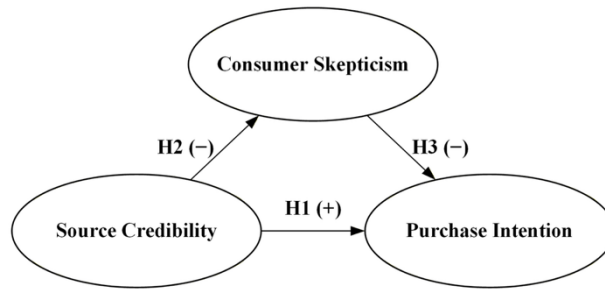 Consumer Skepticism
H2 (−)
H3 (−)
H1 (+)
Source Credibility
Purchase Intention